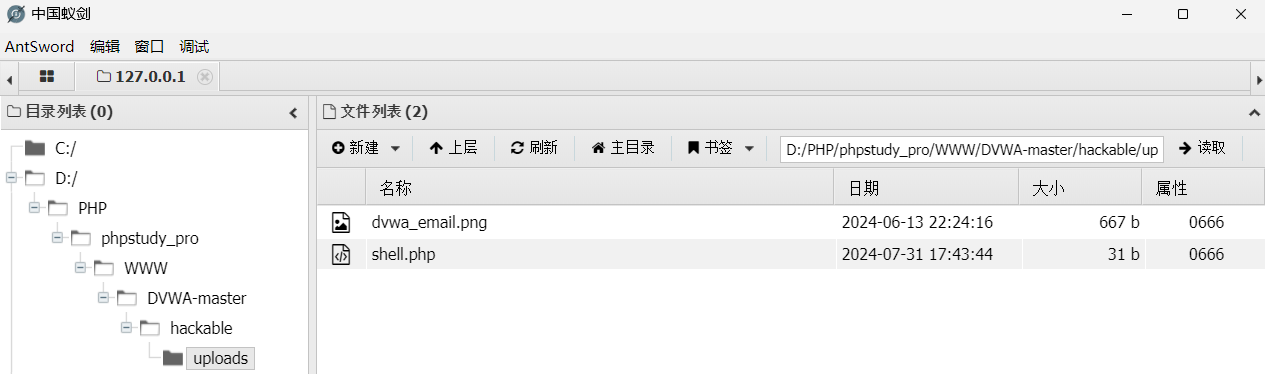 中国蚁剑
AntSword 编辑 窗口 调试
127.0.0.1
目录列表 (0)
文件列表 (2)
新建 上层 刷新 主目录 书签 D:/PHP/phpstudy_pro/WWW/DVWA-master/hackable/up 读取
C:/
D:/
PHP
phpstudy_pro
WWW
DVWA-master
hackable
uploads
名称 日期 大小 属性
dvwa_email.png 2024-06-13 22:24:16 667 b 0666
shell.php 2024-07-31 17:43:44 31 b 0666